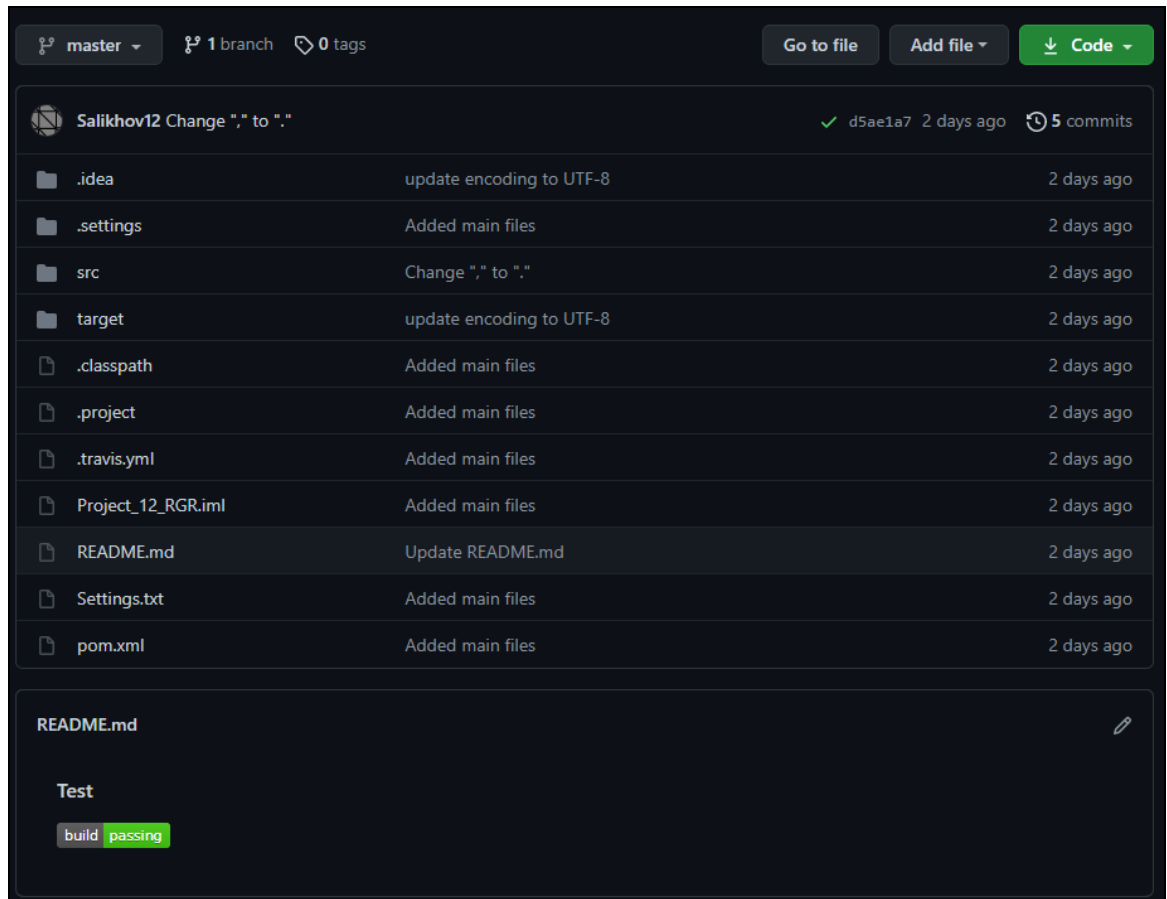 master 1 branch 0 tags Go to file Add file Code
Salikhov12 Change "," to "." d5ae1a7 2 days ago 5 commits
.idea update encoding to UTF-8 2 days ago
.settings Added main files 2 days ago
src Change "," to "." 2 days ago
target update encoding to UTF-8 2 days ago
.classpath Added main files 2 days ago
.project Added main files 2 days ago
.travis.yml Added main files 2 days ago
Project_12_RGR.iml Added main files 2 days ago
README.md Update README.md 2 days ago
Settings.txt Added main files 2 days ago
pom.xml Added main files 2 days ago
README.md
Test
build passing